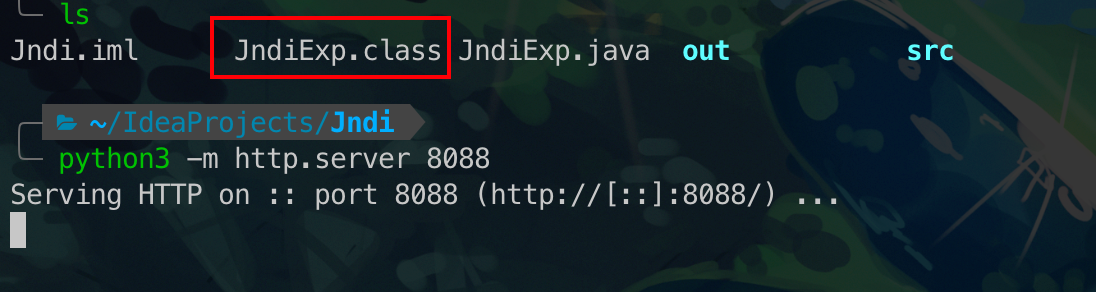 ls
Jndi.iml JndiExp.class JndiExp.java out src
~/IdeaProjects/Jndi
python3 -m http.server 8088
Serving HTTP on :: port 8088 (http://[::]:8088/) ...